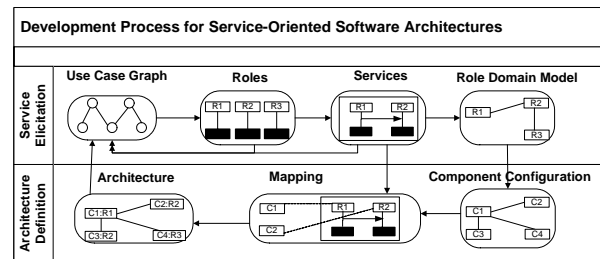 Development Process for Service-Oriented Software Architectures
Service Elicitation
Use Case Graph
Roles
Services
Role Domain Model
R1 R2 R3
R1 R2
R1 R2
R3
Architecture Definition
Architecture
Mapping
Component Configuration
C2:R2
C1:R1
C3:R2 C4:R3
C1 R1 R2
C2
C2
C1
C3 C4